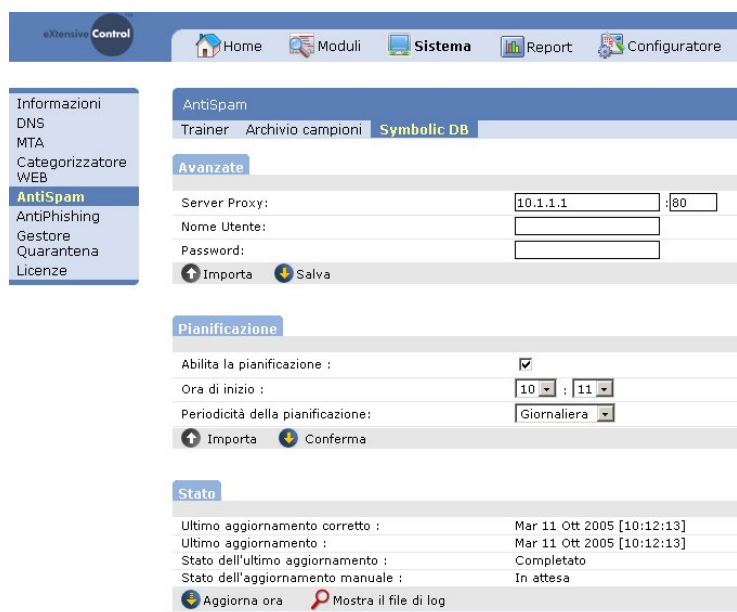 eXtensive Control
Home Moduli Sistema Report Configuratore
Informazioni
DNS
MTA
Categorizzatore
WEB
AntiSpam
AntiPhishing
Gestore
Quarantena
Licenze
AntiSpam
Trainer Archivio campioni Symbolic DB
Avanzate
Server Proxy: 10.1.1.1 :80
Nome Utente:
Password:
Importa Salva
Pianificazione
Abilita la pianificazione :
Ora di inizio : 10 : 11
Periodicità della pianificazione: Giornaliera
Importa Conferma
Stato
Ultimo aggiornamento corretto : Mar 11 Ott 2005 [10:12:13]
Ultimo aggiornamento : Mar 11 Ott 2005 [10:12:13]
Stato dell'ultimo aggiornamento : Completato
Stato dell'aggiornamento manuale : In attesa
Aggiorna ora Mostra il file di log